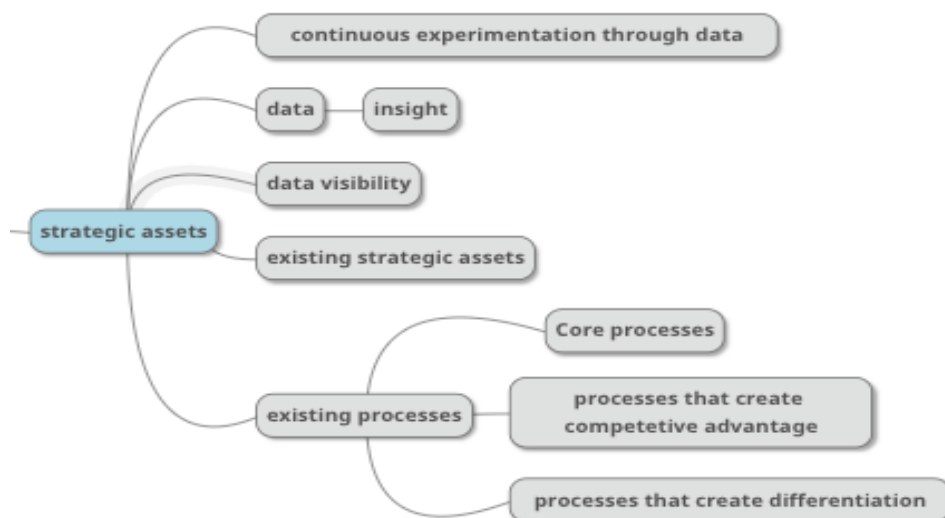 continuous experimentation through data
data
insight
data visibility
strategic assets
existing strategic assets
Core processes
existing processes
processes that create
competetive advantage
processes that create differentiation